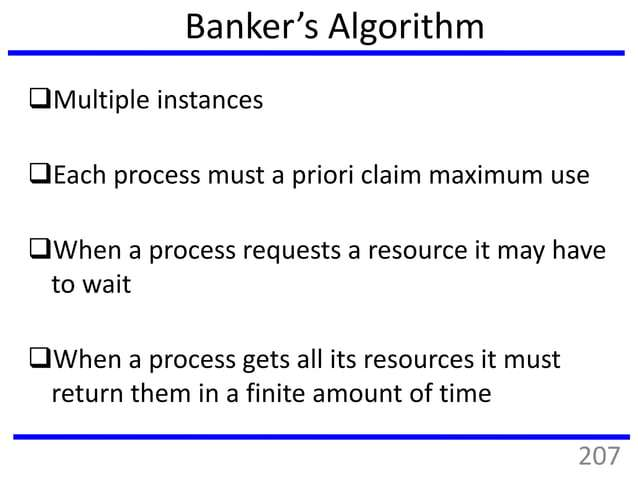 Banker’s Algorithm
❑Multiple instances
❑Each process must a priori claim maximum use
❑When a process requests a resource it may have
to wait
❑When a process gets all its resources it must
return them in a finite amount of time
207